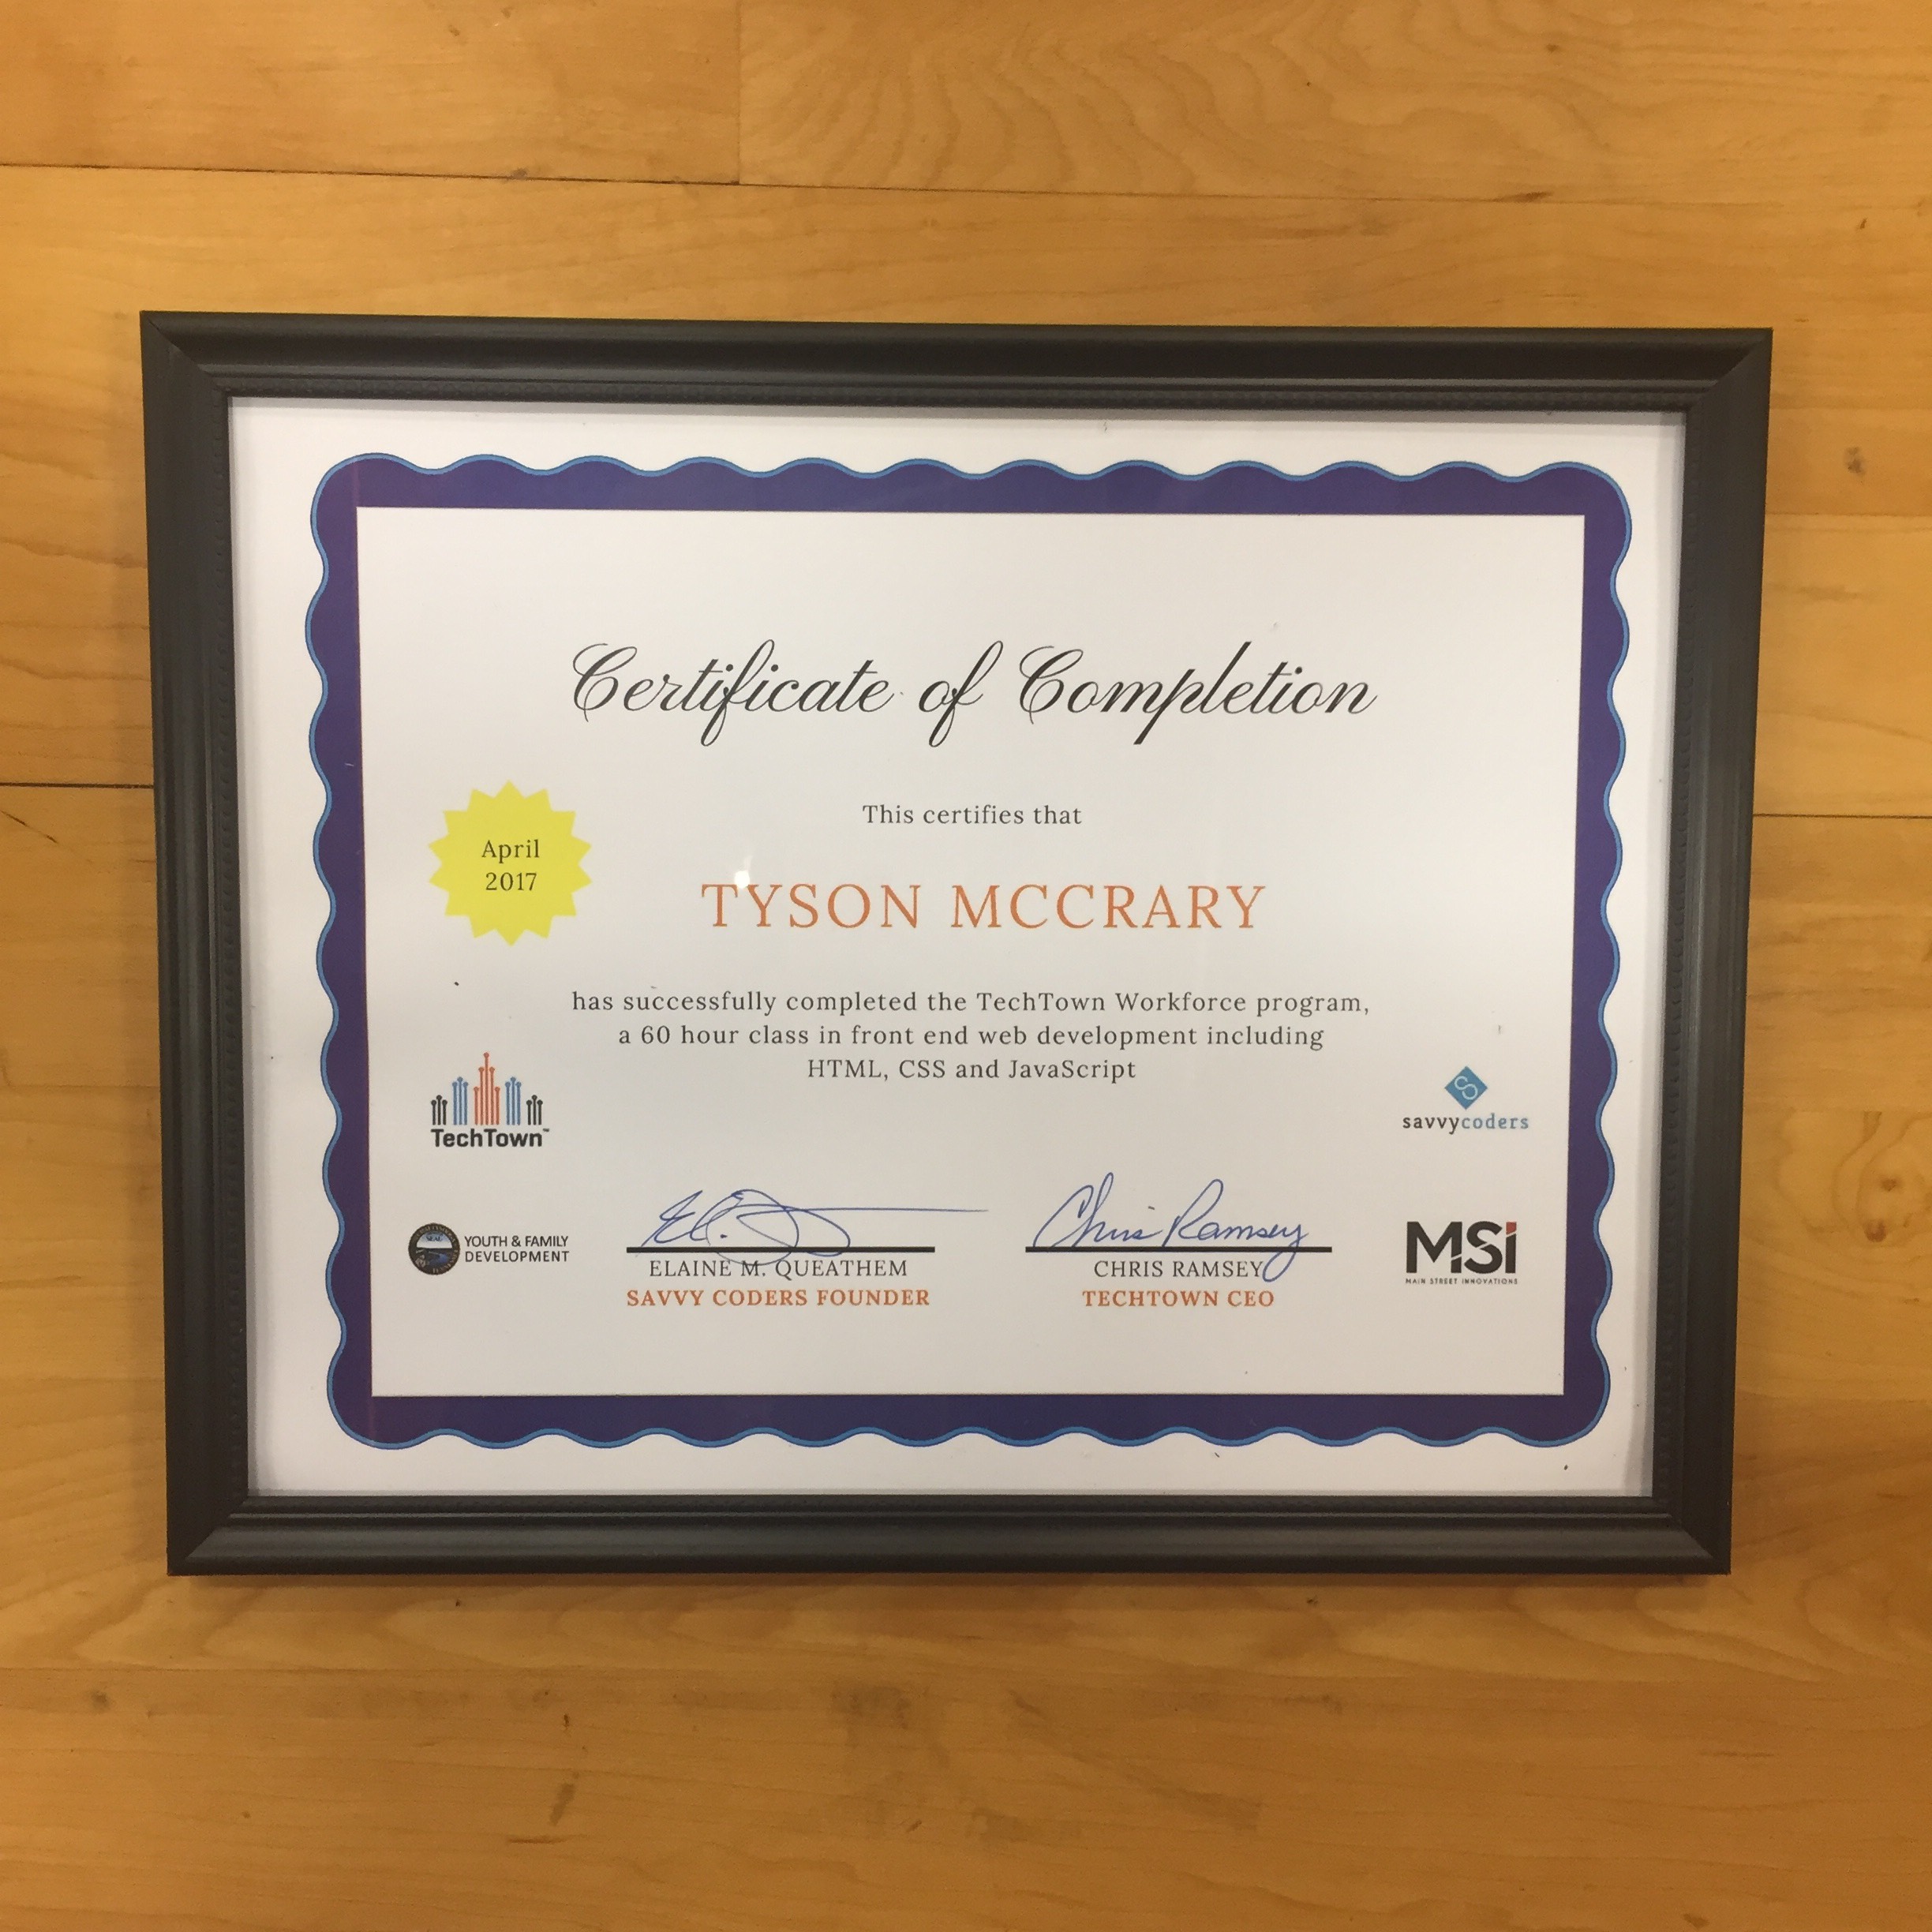 Certificate of Completion
This certifies that
April
2017
TYSON MCCRARY
has successfully completed the TechTown Workforce program,
a 60 hour class in front end web development including
HTML, CSS and JavaScript
TechTown™
savvycoders
YOUTH & FAMILY
DEVELOPMENT
Chris Ramsey
ELAINE M. QUEATHEM
SAVVY CODERS FOUNDER
CHRIS RAMSEY
TECHTOWN CEO
MSi
MAIN STREET INNOVATIONS